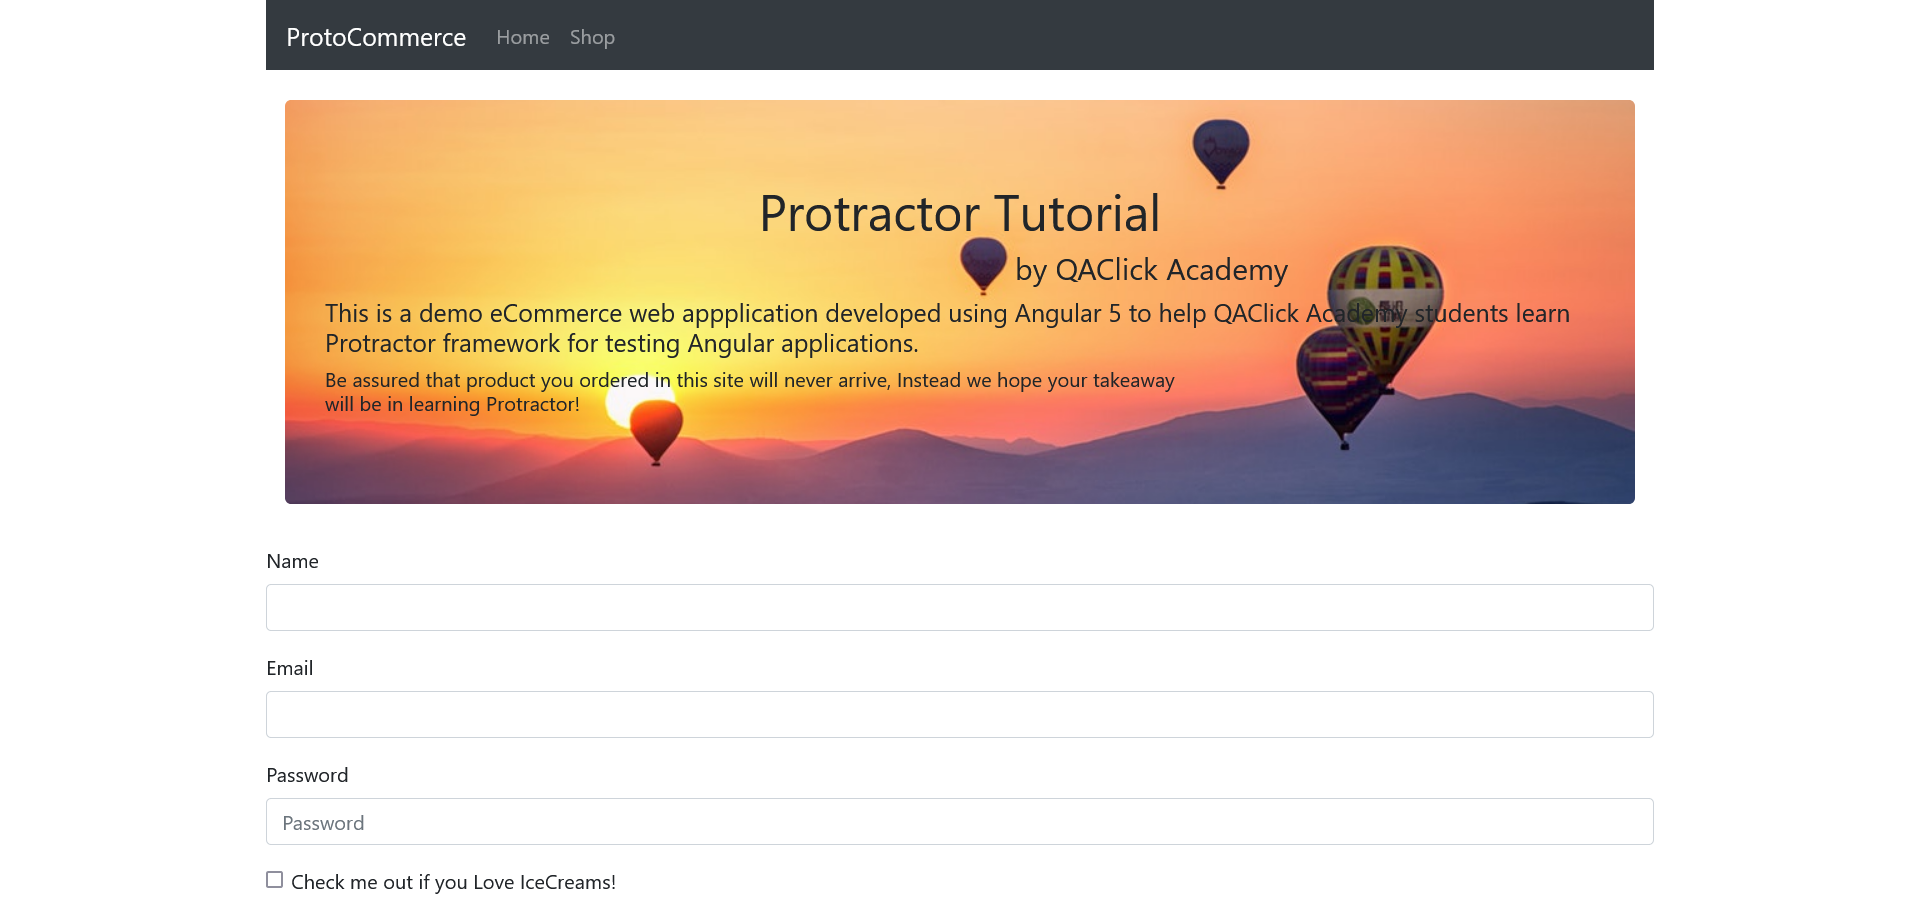 ProtoCommerce Home Shop
Protractor Tutorial
by QAClick Academy
This is a demo eCommerce web appplication developed using Angular 5 to help QAClick Academy students learn
Protractor framework for testing Angular applications.
Be assured that product you ordered in this site will never arrive, Instead we hope your takeaway
will be in learning Protractor!
Name
Email
Password
Password
Check me out if you Love IceCreams!